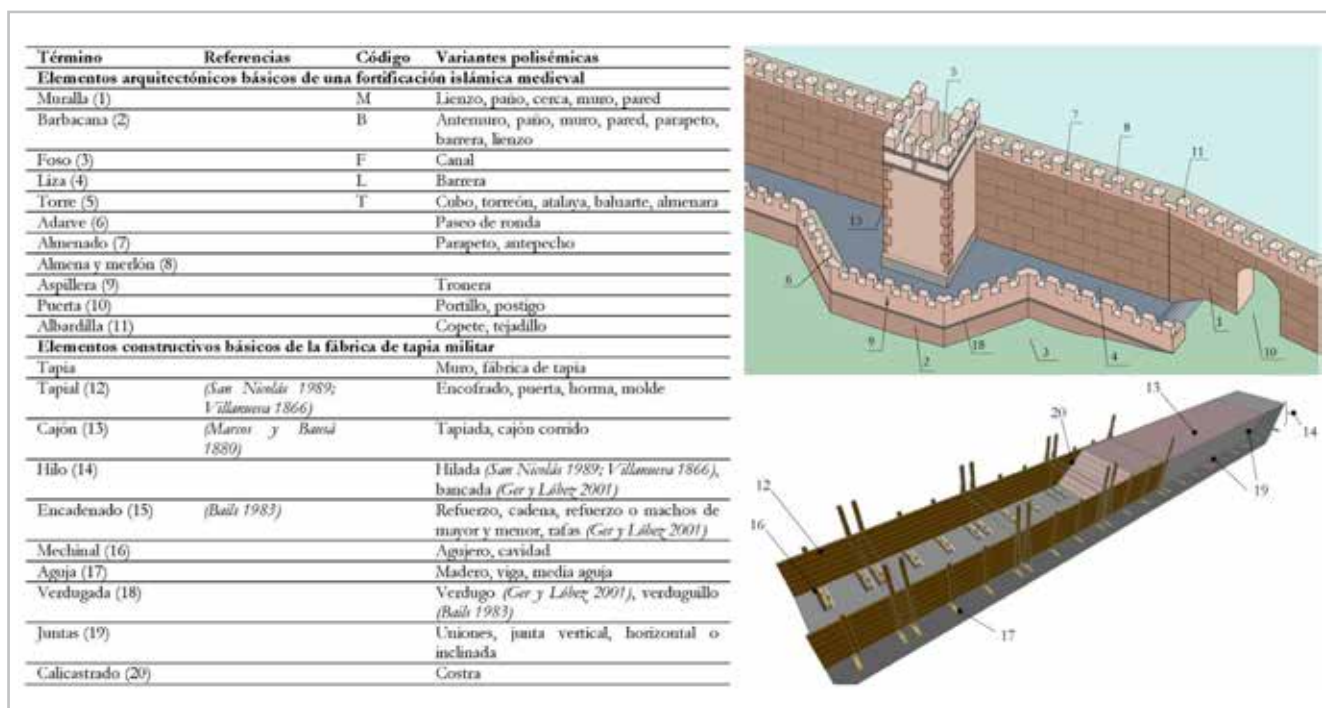 Término Referencias Código Variantes polisémicas
Elementos arquitectónicos básicos de una fortificación islámica medieval
Muralla (1) M Lienzo, paño, cerca, muro, pared
Barbacana (2) B Antemuro, paño, muro, pared, parapeto,
barrera, lienzo
Foso (3) F Canal
Liza (4) L Barrera
Torre (5) T Cubo, torreón, atalaya, baluarte, almenara
Adarve (6) Paseo de ronda
Almenado (7) Parapeto, antepecho
Almena y merlón (8)
Aspillera (9) Tronera
Puerta (10) Portillo, postigo
Albardilla (11) Copete, tejadillo
Elementos constructivos básicos de la fábrica de tapia militar
Tapia Muro, fábrica de tapia
Tapial (12) (San Nicolás 1989; Encofrado, puerta, horma, molde
Villanueva 1866)
Cajón (13) (Marcos y Bausá Tapiada, cajón corrido
1880)
Hilo (14) Hilada (San Nicolás 1989; Villanueva 1866),
bancada (Ger y Lóbez 2001)
Encadenado (15) (Bails 1983) Refuerzo, cadena, refuerzo o machos de
mayor y menor, rafas (Ger y Lóbez 2001)
Mechinal (16) Agujero, cavidad
Aguja (17) Madero, viga, media aguja
Verdugada (18) Verdugo (Ger y Lóbez 2001), verduguillo
(Bails 1983)
Juntas (19) Uniones, junta vertical, horizontal o
inclinada
Calicastrado (20) Costra
5
7
8
11
15
6
9
2
18
3
4
1
10
13
20
14
12
19
16
17